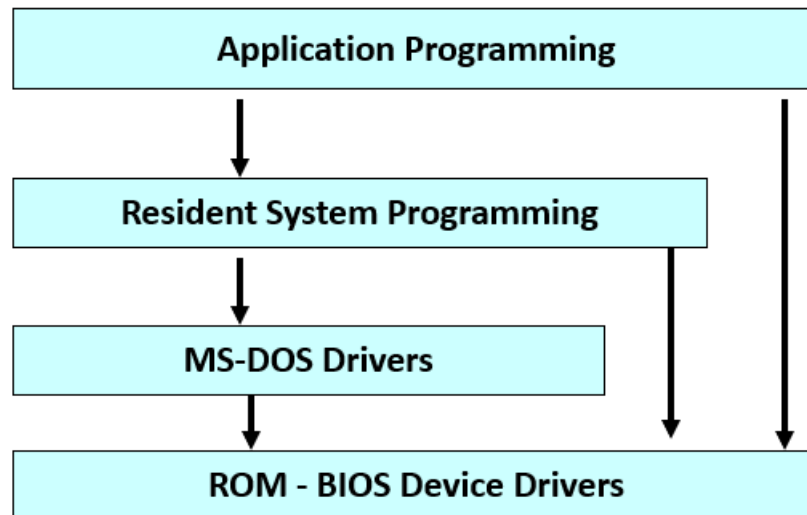 Application Programming
Resident System Programming
MS-DOS Drivers
ROM - BIOS Device Drivers